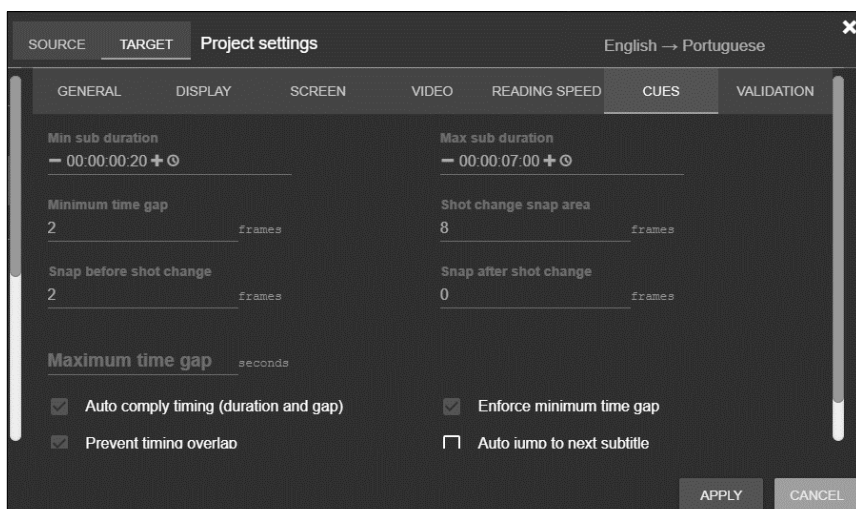 SOURCE TARGET Project settings English → Portuguese
GENERAL DISPLAY SCREEN VIDEO READING SPEED CUES VALIDATION
Min sub duration Max sub duration
00:00:00:20 00:00:07:00
Minimum time gap Shot change snap area
2 frames 8 frames
Snap before shot change Snap after shot change
2 frames 0 frames
Maximum time gap seconds
Auto comply timing (duration and gap) Enforce minimum time gap
Prevent timing overlap Auto jump to next subtitle
APPLY CANCEL